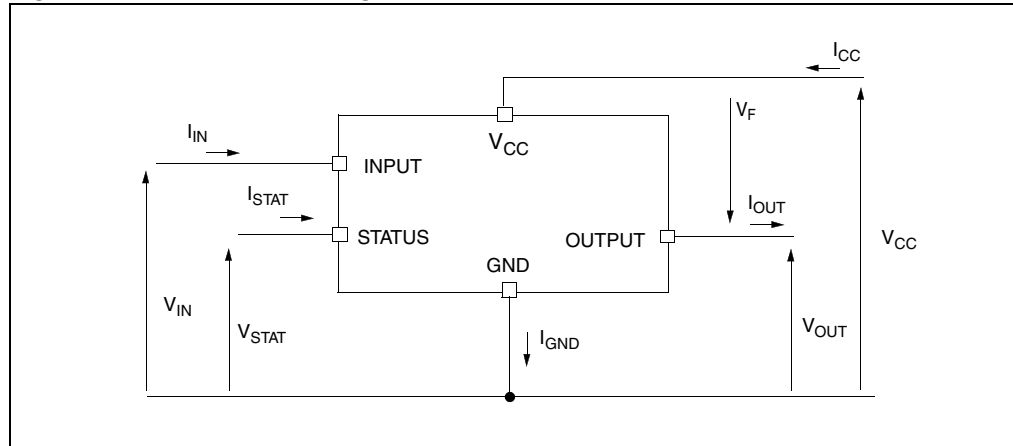 I_CC
V_F
V_CC
I_IN
INPUT
I_STAT
I_OUT
STATUS
OUTPUT
V_CC
GND
V_IN
V_STAT
V_OUT
I_GND